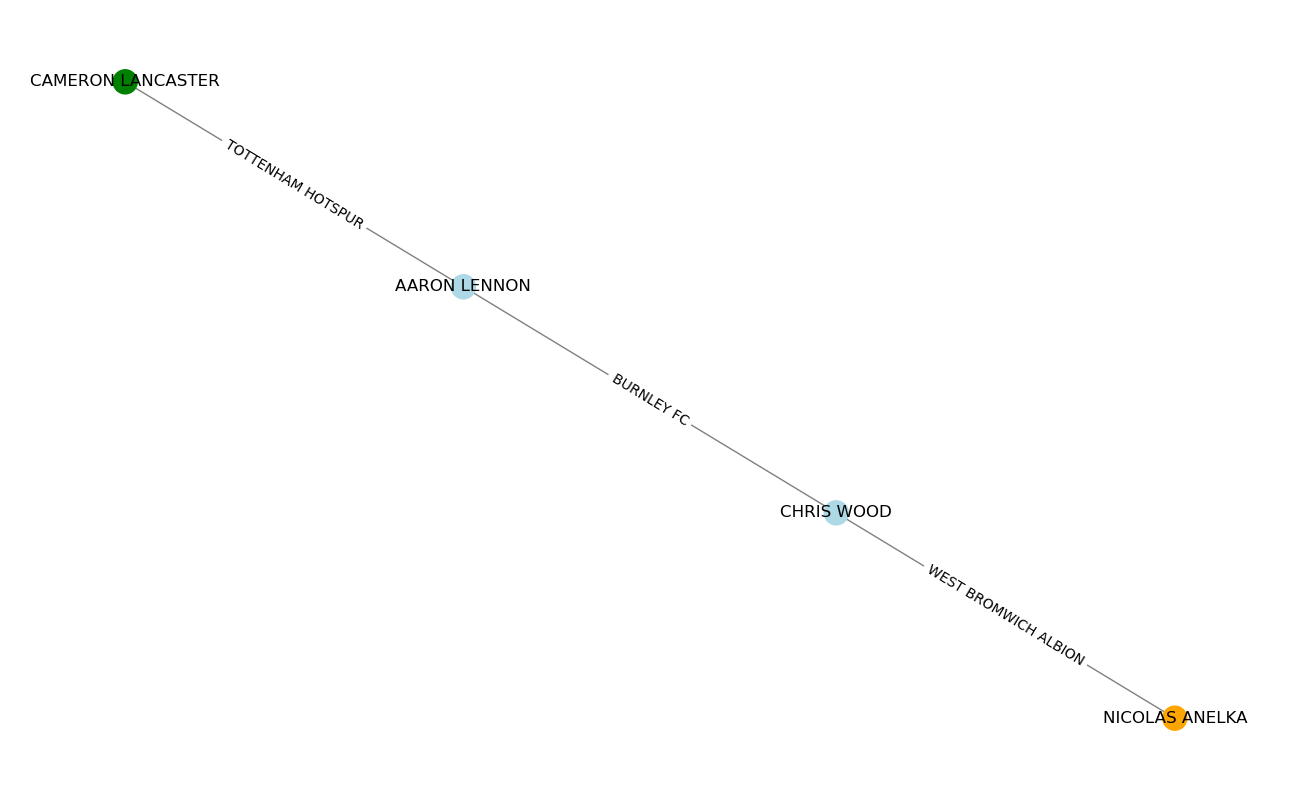 CAMERON LANCASTER
TOTTENHAM HOTSPUR
AARON LENNON
BURNLEY FC
CHRIS WOOD
WEST BROMWICH ALBION
NICOLAS ANELKA